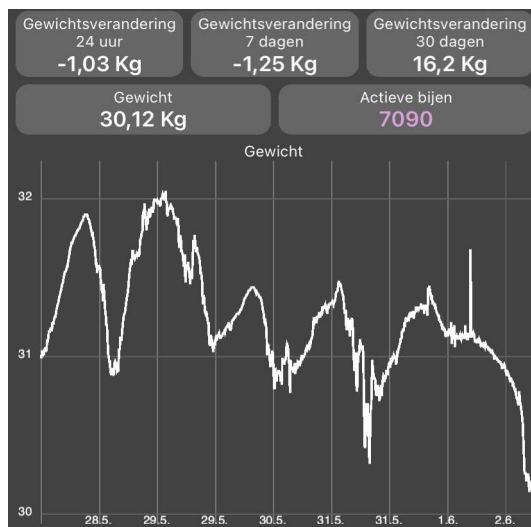 Gewichtsverandering
24 uur
-1,03 Kg
Gewichtsverandering
7 dagen
-1,25 Kg
Gewichtsverandering
30 dagen
16,2 Kg
Gewicht
30,12 Kg
Actieve bijen
7090
Gewicht
32
31
30
28.5. 29.5. 29.5. 30.5. 31.5. 31.5. 1.6. 2.6.